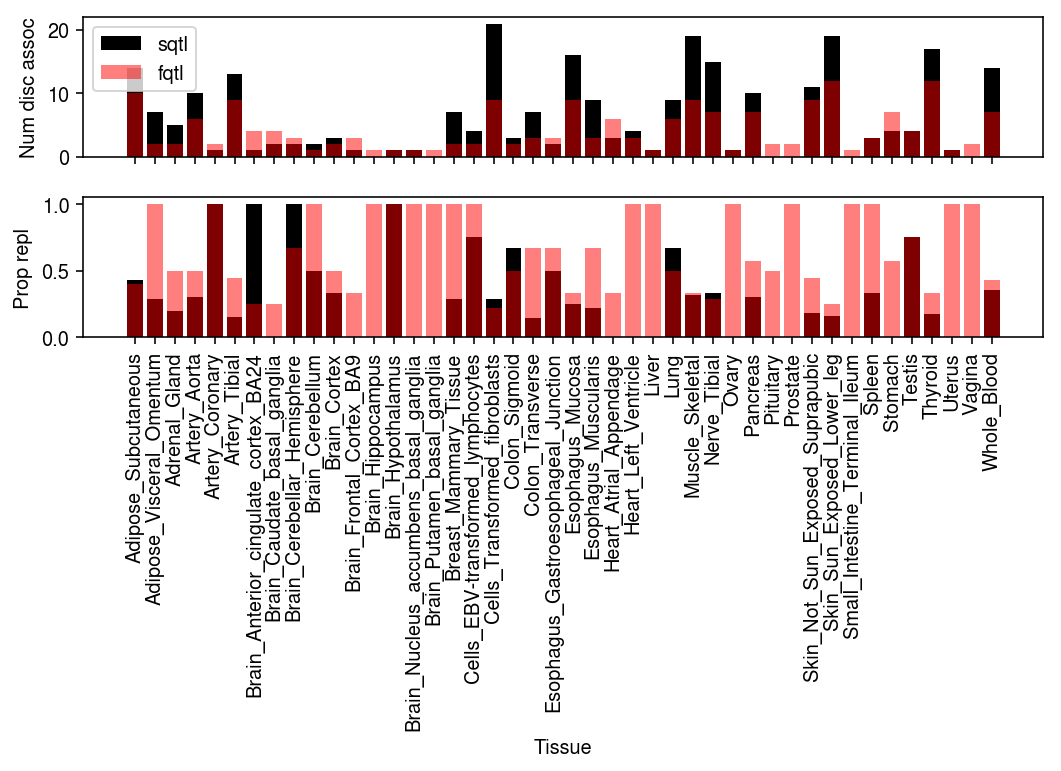 Num disc assoc
20
10
0
sqtl
fqtl
Prop repl
1.0
0.5
0.0
Adipose_Subcutaneous
Adipose_Visceral_Omentum
Adrenal_Gland
Artery_Aorta
Artery_Coronary
Artery_Tibial
Brain_Anterior_cingulate_cortex_BA24
Brain_Caudate_basal_ganglia
Brain_Cerebellar_Hemisphere
Brain_Cerebellum
Brain_Cortex
Brain_Frontal_Cortex_BA9
Brain_Hippocampus
Brain_Hypothalamus
Brain_Nucleus_accumbens_basal_ganglia
Brain_Putamen_basal_ganglia
Breast_Mammary_Tissue
Cells_EBV-transformed_lymphocytes
Cells_Transformed_fibroblasts
Colon_Sigmoid
Colon_Transverse
Esophagus_Gastroesophageal_Junction
Esophagus_Mucosa
Esophagus_Muscularis
Heart_Atrial_Appendage
Heart_Left_Ventricle
Liver
Lung
Muscle_Skeletal
Nerve_Tibial
Ovary
Pancreas
Pituitary
Prostate
Skin_Not_Sun_Exposed_Suprapubic
Skin_Sun_Exposed_Lower_leg
Small_Intestine_Terminal_Ileum
Spleen
Stomach
Testis
Thyroid
Uterus
Vagina
Whole_Blood
Tissue